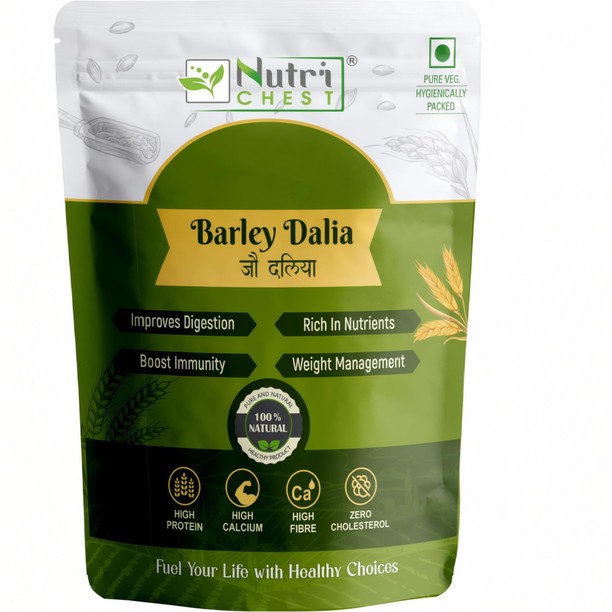 Nutri
CHEST
®
PURE VEG.
HYGIENICALLY
PACKED
Barley Dalia
जौ दलिया
Improves Digestion
Rich In Nutrients
Boost Immunity
Weight Management
PURE AND NATURAL
100%
NATURAL
HEALTHY PRODUCT
HIGH
PROTEIN
HIGH
CALCIUM
Ca
HIGH
FIBRE
ZERO
CHOLESTEROL
Fuel Your Life with Healthy Choices